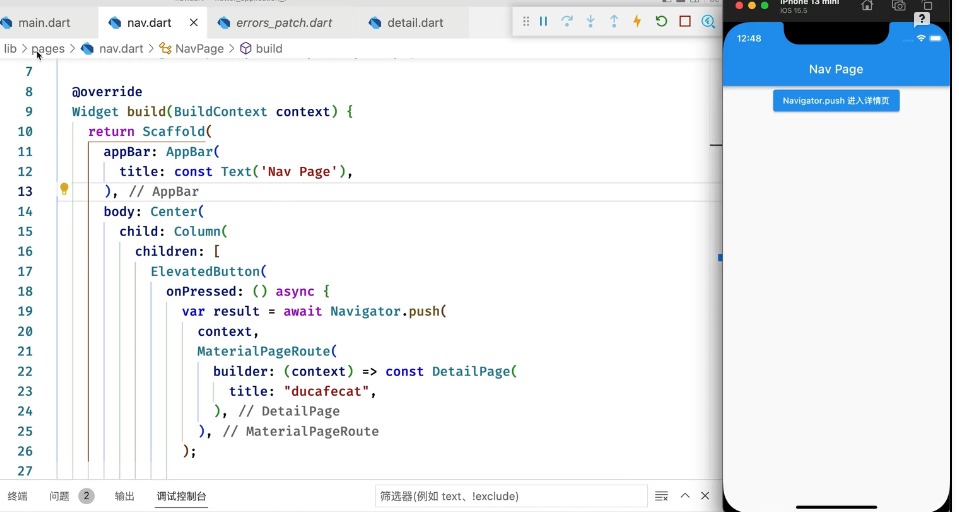 main.dart
nav.dart
errors_patch.dart
detail.dart
iPhone 13 mini
iOS 15.5
lib > pages > nav.dart > NavPage > build
7
8 @override
9 Widget build(BuildContext context) {
10 return Scaffold(
11 appBar: AppBar(
12 title: const Text('Nav Page'),
13 ), // AppBar
14 body: Center(
15 child: Column(
16 children: [
17 ElevatedButton(
18 onPressed: () async {
19 var result = await Navigator.push(
20 context,
21 MaterialPageRoute(
22 builder: (context) => const DetailPage(
23 title: "ducafecat",
24 ), // DetailPage
25 ), // MaterialPageRoute
26 );
27
终端 问题 2 输出 调试控制台
筛选器(例如 text、!exclude)
12:48
Nav Page
Navigator.push 进入详情页